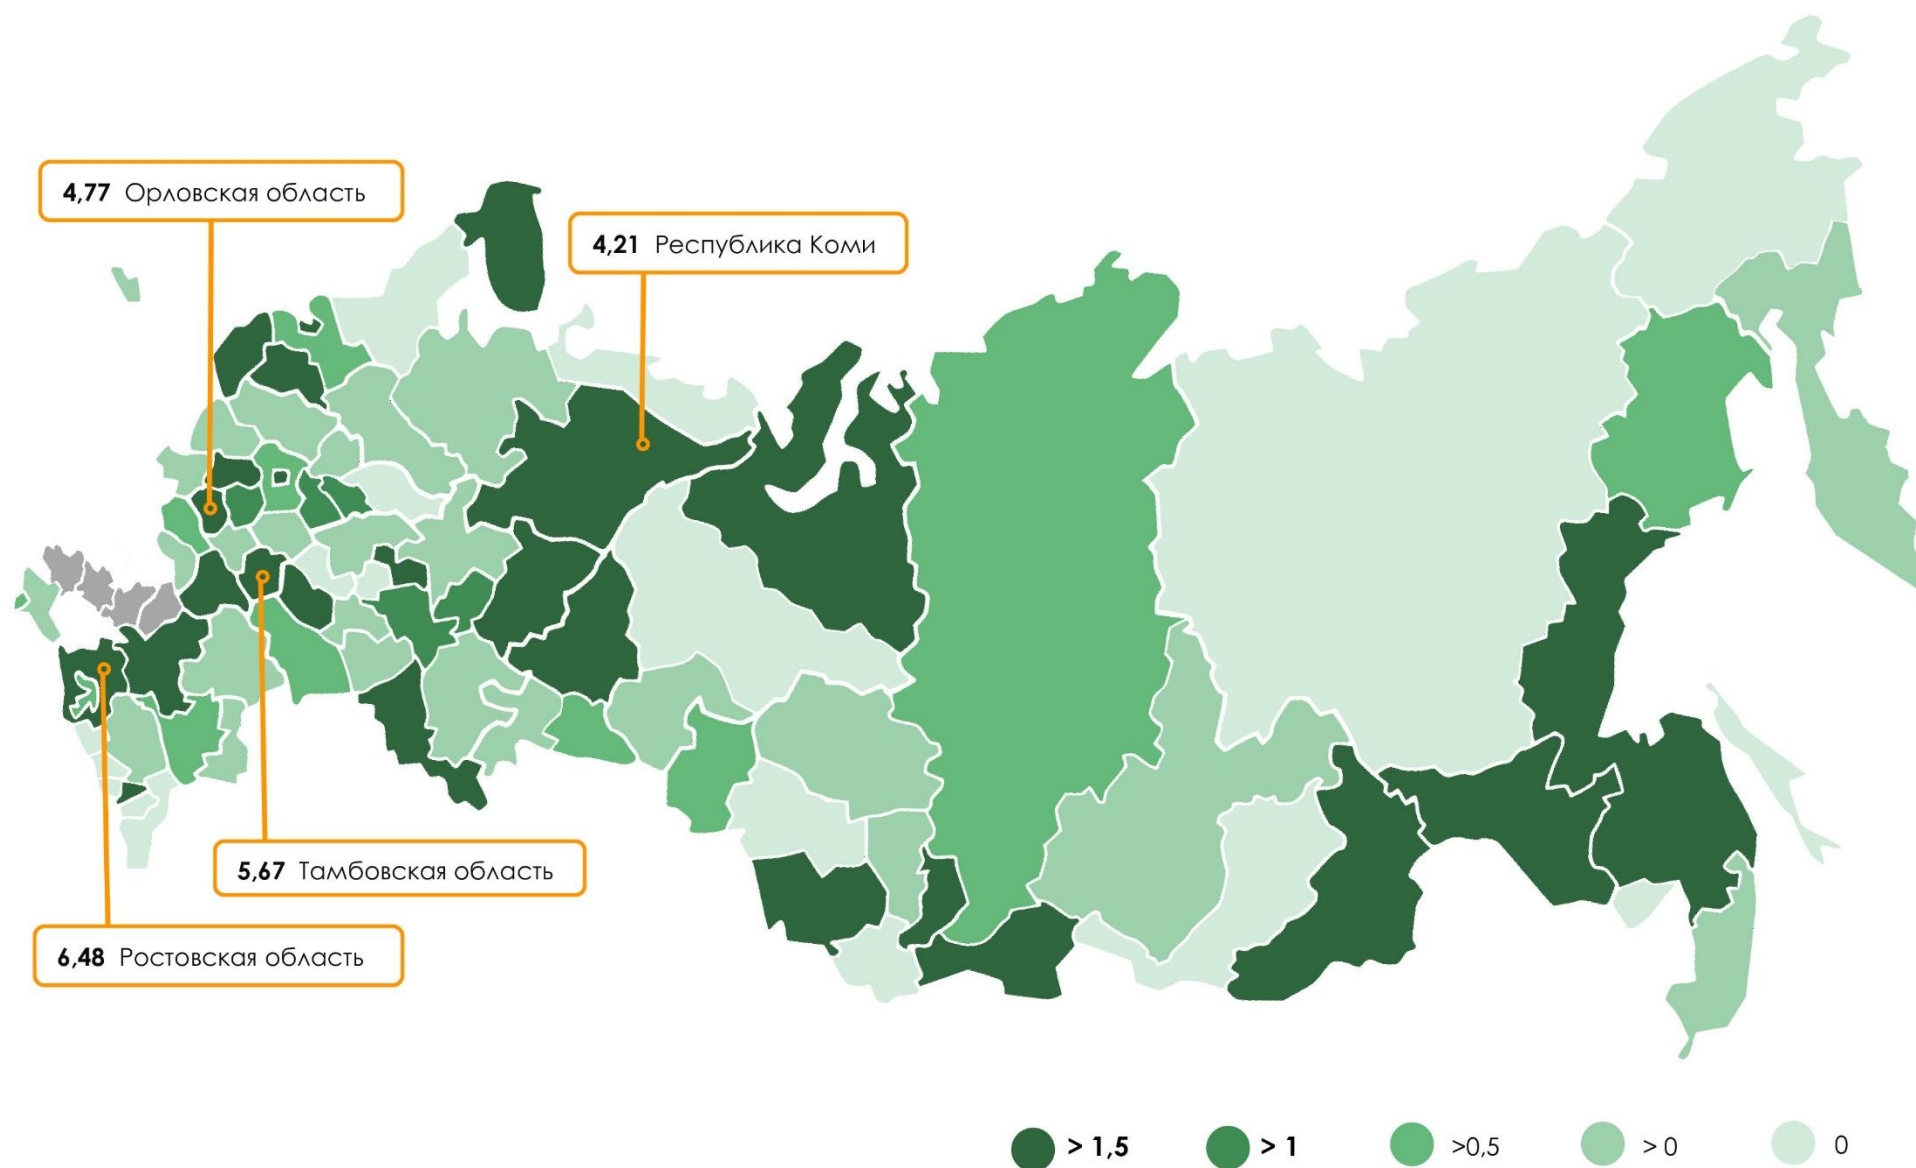 4,77 Орловская область
4,21 Республика Коми
5,67 Тамбовская область
6,48 Ростовская область
> 1,5
> 1
>0,5
> 0
0